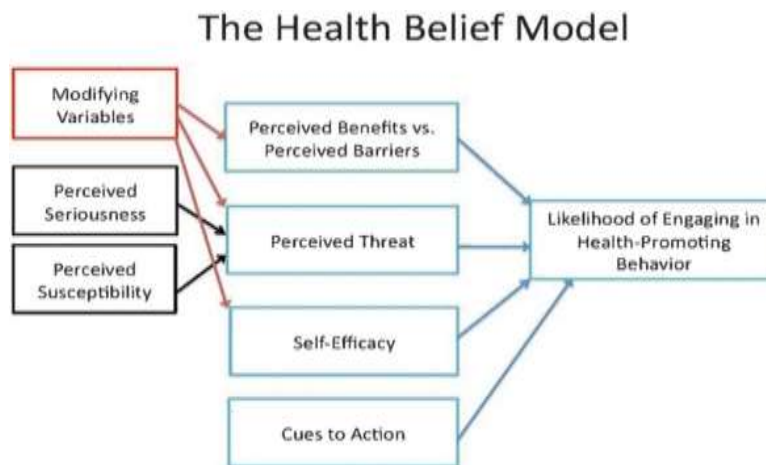 The Health Belief Model
Modifying
Variables
Perceived Benefits vs.
Perceived Barriers
Perceived
Seriousness
Perceived Threat
Likelihood of Engaging in
Health-Promoting
Behavior
Perceived
Susceptibility
Self-Efficacy
Cues to Action